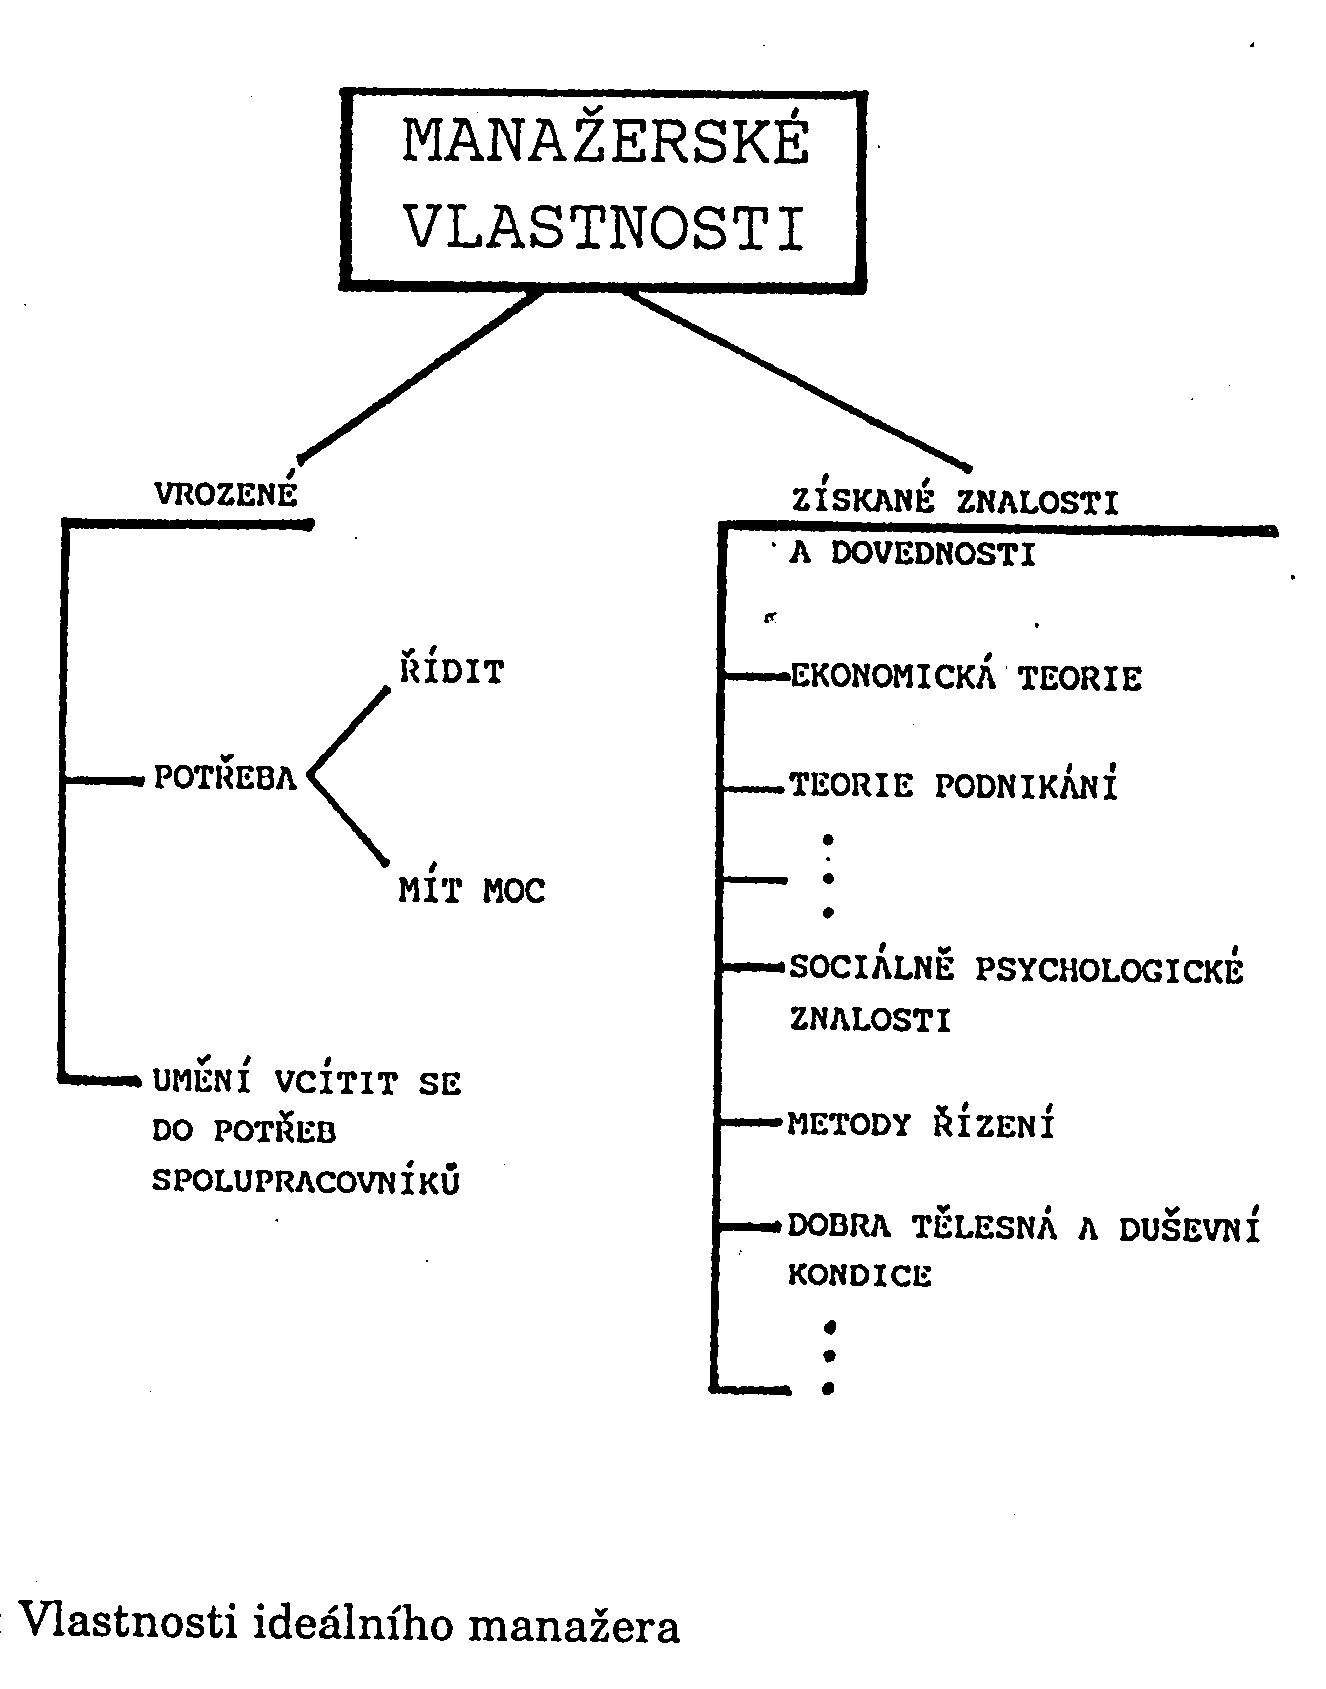 MANAŽERSKÉ
VLASTNOSTI
VROZENÉ
POTŘEBA
ŘÍDIT
MÍT MOC
UMĚNÍ VCÍTIT SE
DO POTŘEB
SPOLUPRACOVNÍKŮ
ZÍSKANÉ ZNALOSTI
A DOVEDNOSTI
EKONOMICKÁ TEORIE
TEORIE PODNIKÁNÍ
SOCIÁLNĚ PSYCHOLOGICKÉ
ZNALOSTI
METODY ŘÍZENÍ
DOBRA TĚLESNÁ A DUŠEVNÍ
KONDICE
: Vlastnosti ideálního manažera